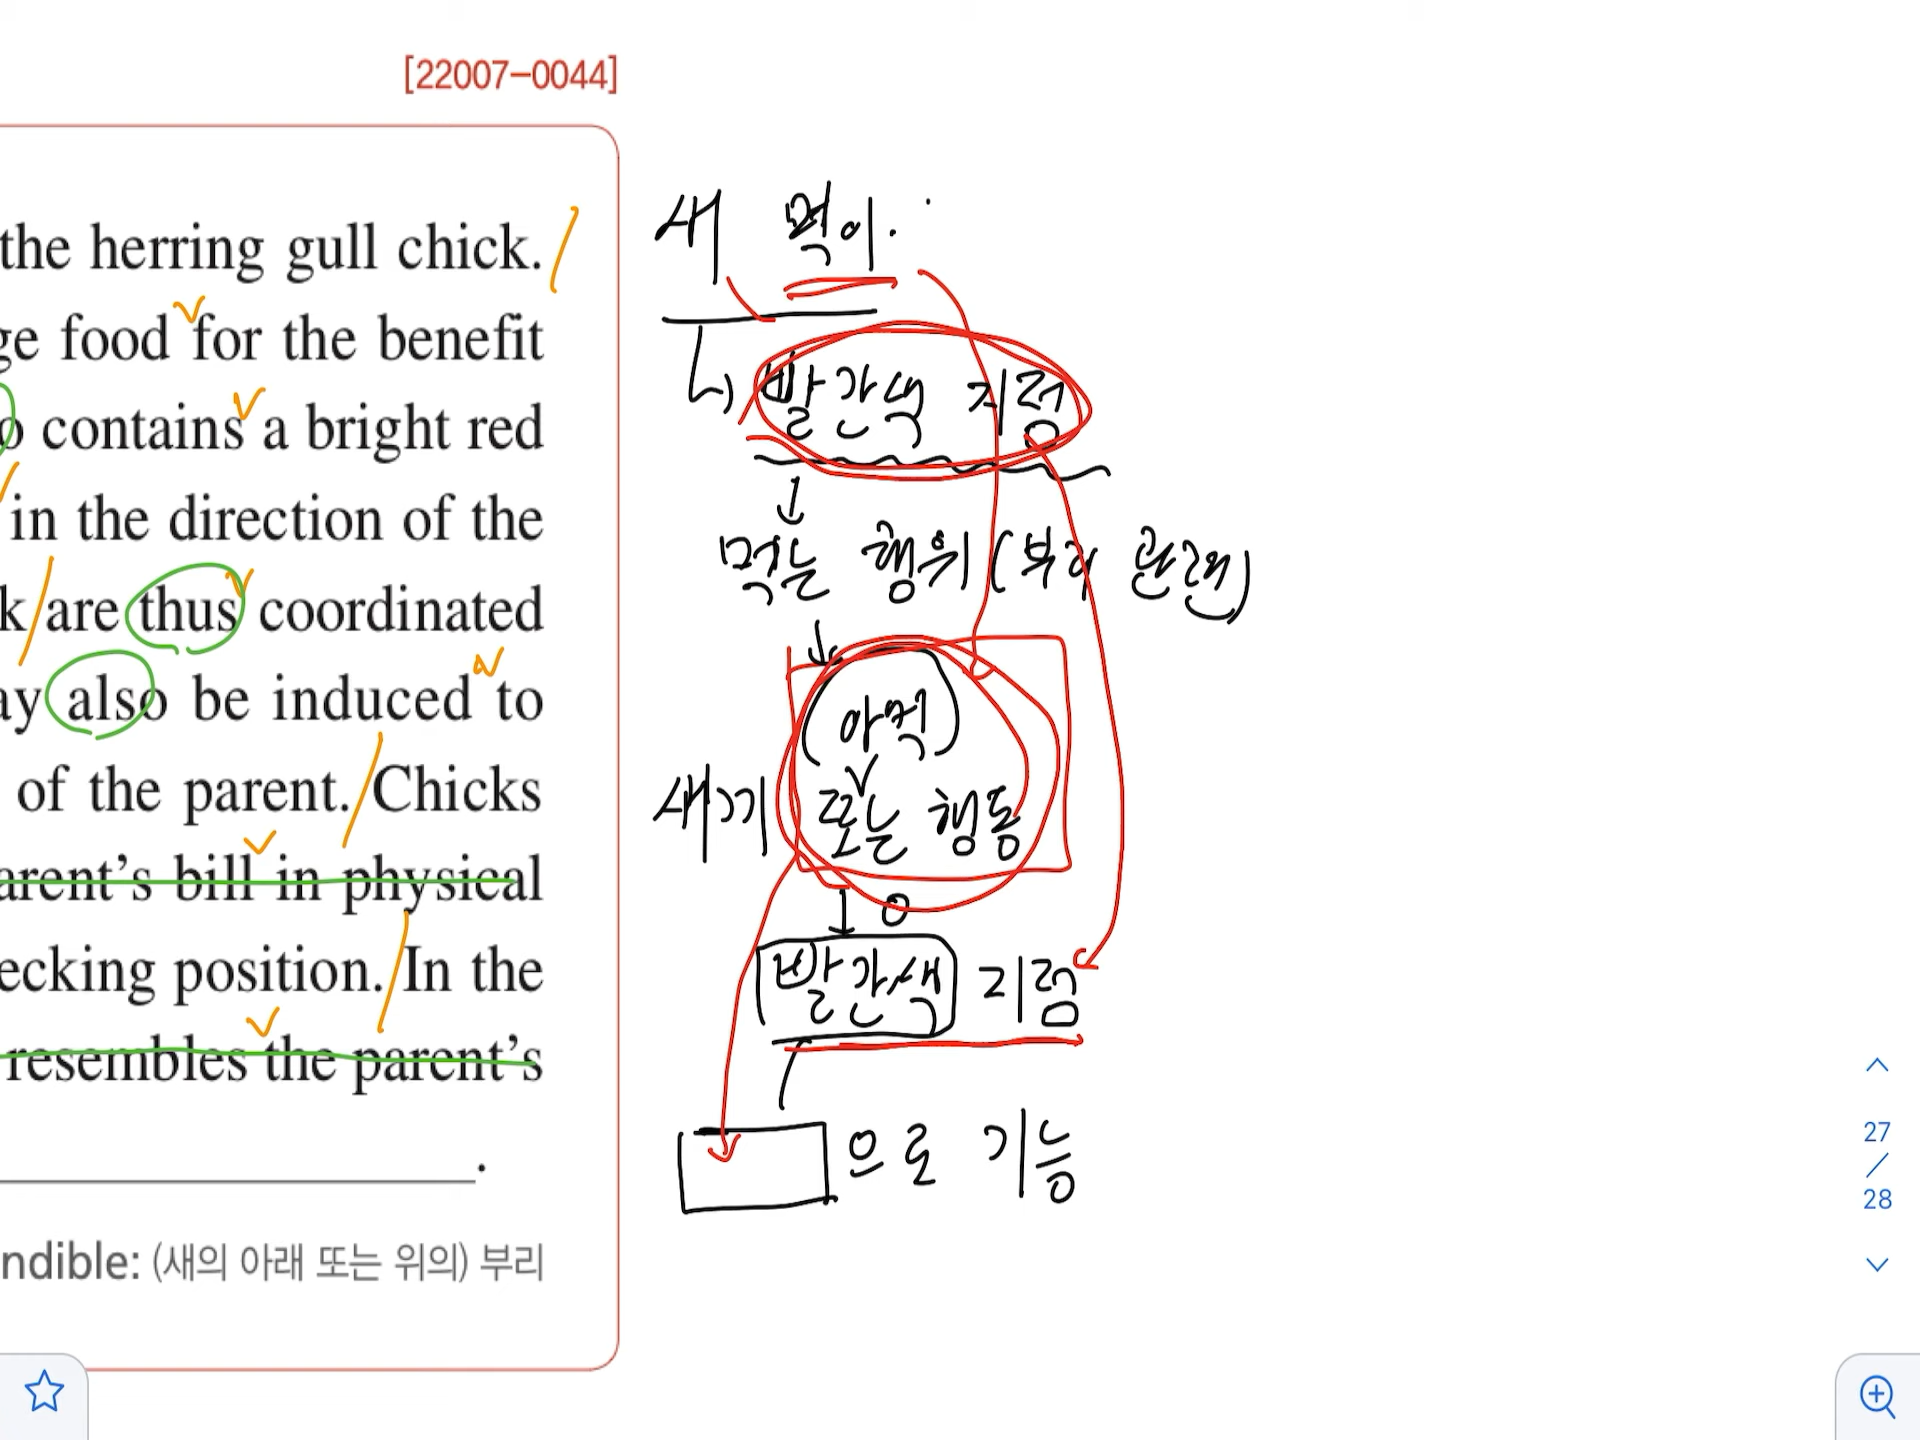 [22007-0044]
the herring gull chick.
ge food for the benefit
contains a bright red
in the direction of the
k are thus coordinated
ay also be induced to
of the parent. Chicks
arent's bill in physical
ecking position. In the
resembles the parent's
.
ndible: (새의 아래 또는 위의) 부리
새 먹이.
발간색 지점
먹는 행위 (부리 관련)
(아먹)
새끼 또는 행동
발간색 지점
으로 기능
27
/
28